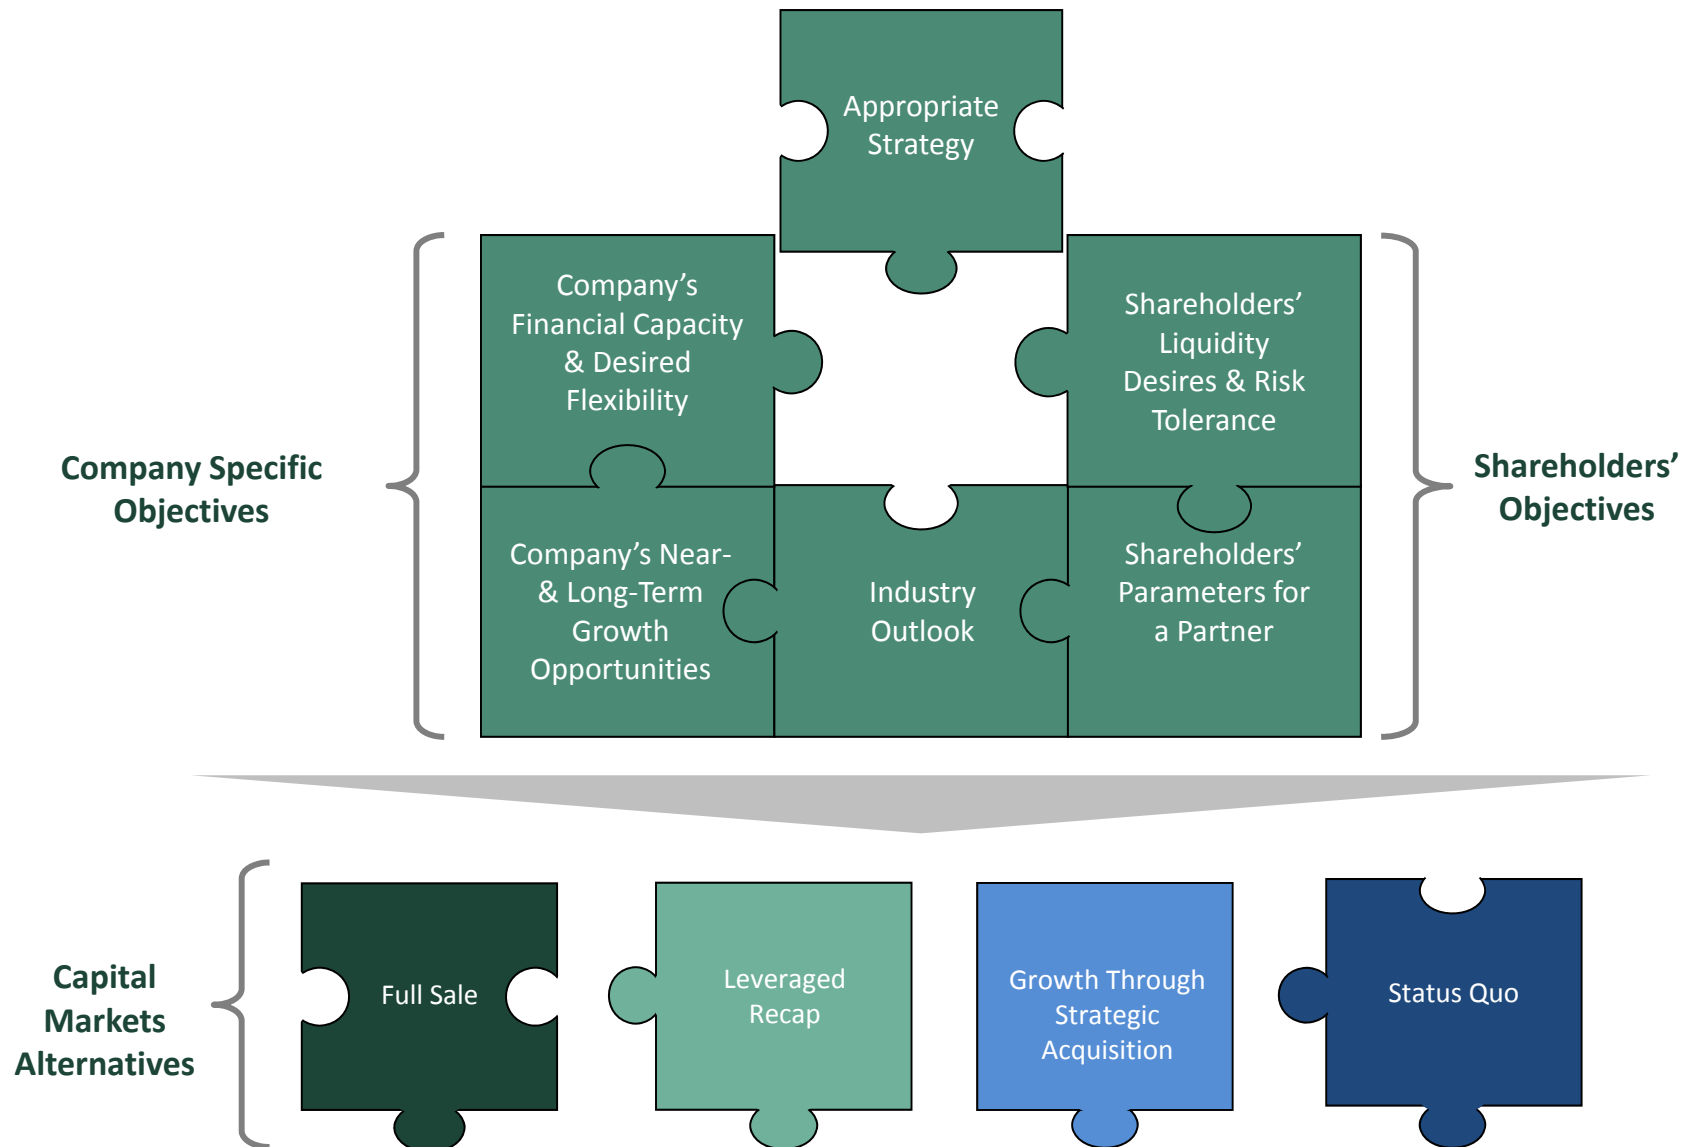 Appropriate
Strategy
Company’s
Financial Capacity
& Desired
Flexibility
Shareholders’
Liquidity
Desires & Risk
Tolerance
Company Specific
Objectives
Shareholders’
Objectives
Company’s Near-
& Long-Term
Growth
Opportunities
Industry
Outlook
Shareholders’
Parameters for
a Partner
Capital
Markets
Alternatives
Full Sale
Leveraged
Recap
Growth Through
Strategic
Acquisition
Status Quo